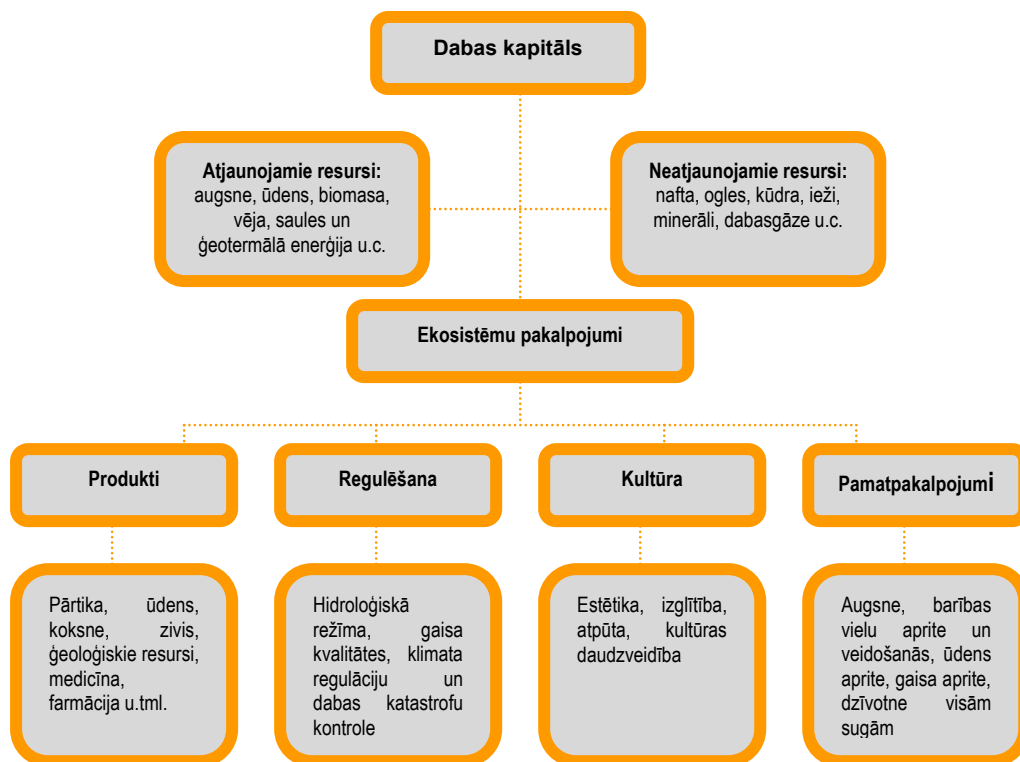 Dabas kapitāls
Atjaunojamie resursi:
augsne, ūdens, biomasa,
vēja, saules un
ģeotermālā enerģija u.c.
Neatjaunojamie resursi:
nafta, ogles, kūdra, ieži,
minerāli, dabasgāze u.c.
Ekosistēmu pakalpojumi
Produkti
Regulēšana
Kultūra
Pamatpakalpojumi
Pārtika, ūdens,
koksne, zivis,
ģeoloģiskie resursi,
medicīna,
farmācija u.tml.
Hidroloģiskā
režīma, gaisa
kvalitātes, klimata
regulāciju un
dabas katastrofu
kontrole
Estētika, izglītība,
atpūta, kultūras
daudzveidība
Augsne, barības
vielu aprite un
veidošanās, ūdens
aprite, gaisa aprite,
dzīvotne visām
sugām